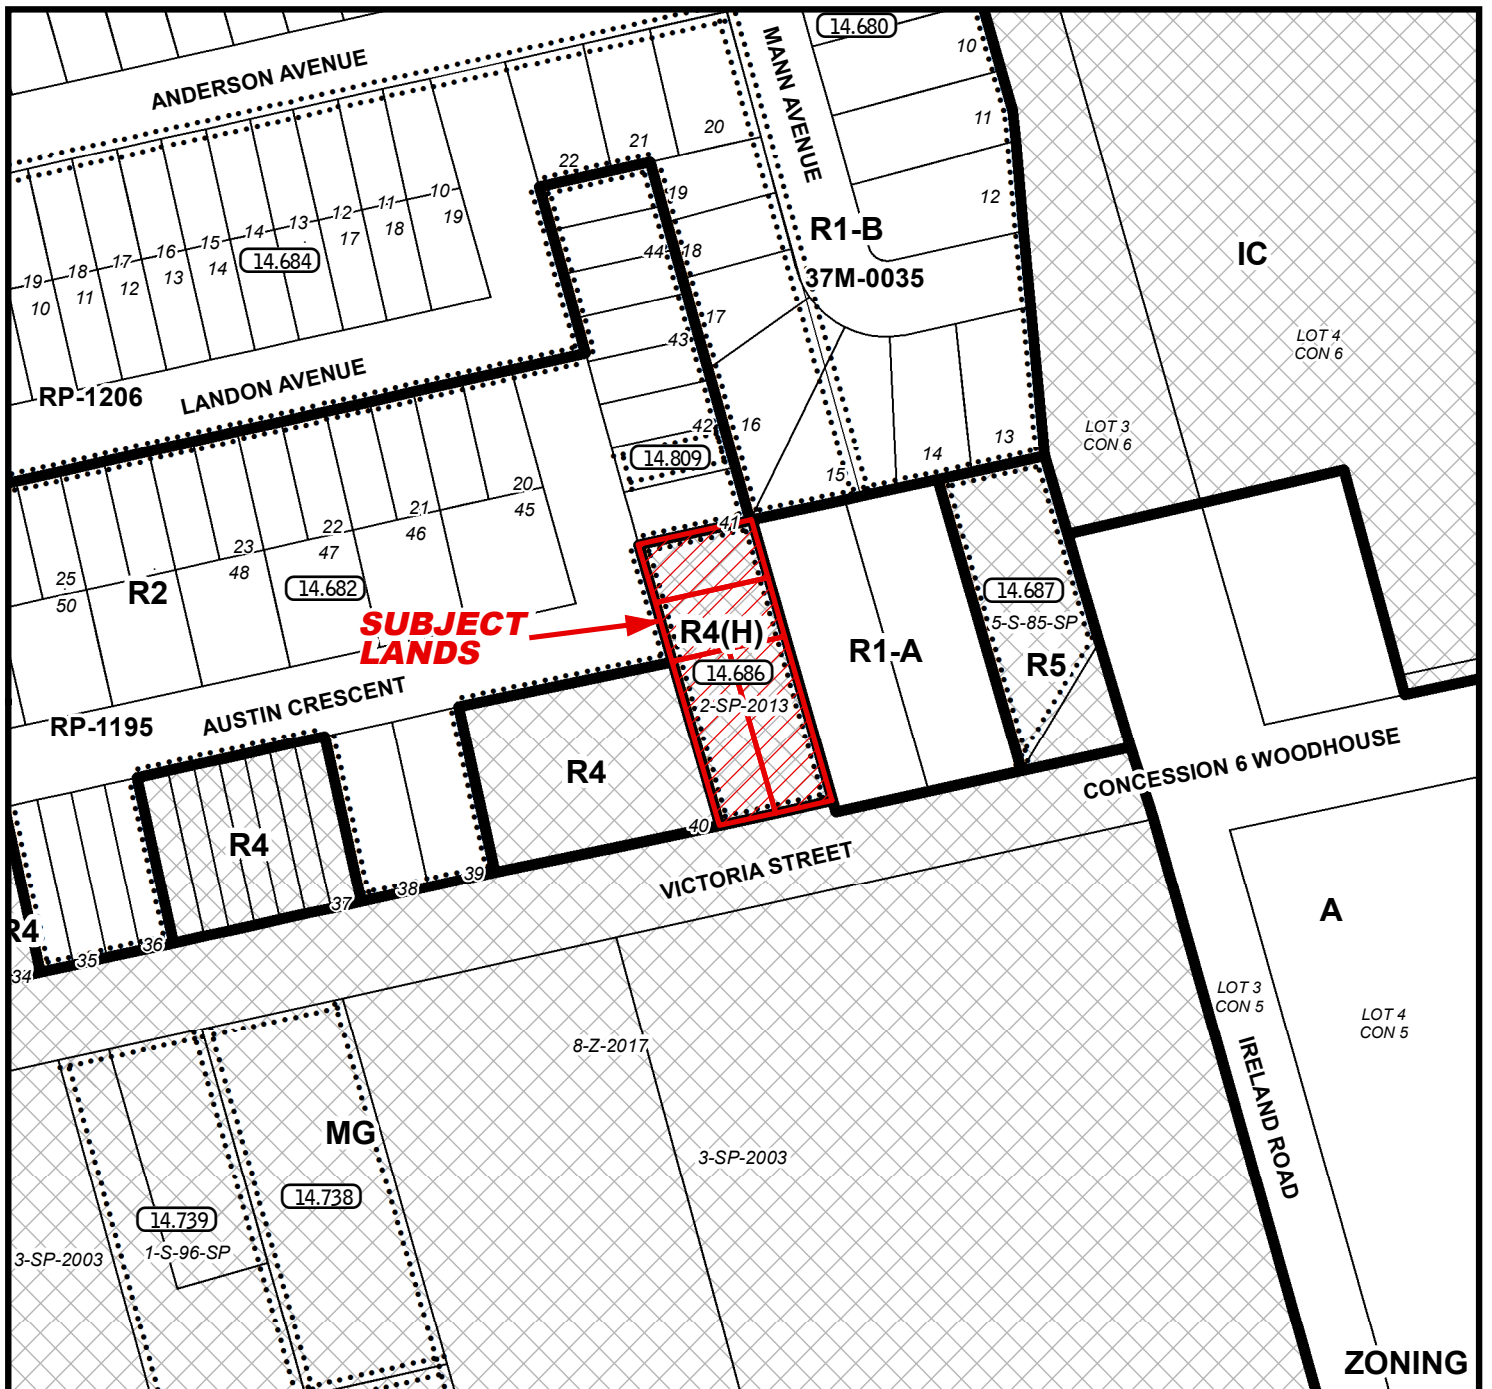 14.680
10
MANN AVENUE
ANDERSON AVENUE
11
20
21
22
12
19
R1-B
10
11
12
13
14
15
16
17
18
19
19
18
17
14
13
12
11
10
14.684
44
18
37M-0035
IC
17
43
LOT 4
CON 6
LANDON AVENUE
RP-1206
42
16
LOT 3
CON 6
13
14
15
14.809
20
45
21
46
22
47
23
48
25
50
41
R2
14.682
14.687
5-S-85-SP
SUBJECT
LANDS
R4(H)
14.686
2-SP-2013
R1-A
R5
AUSTIN CRESCENT
RP-1195
CONCESSION 6 WOODHOUSE
R4
R4
R4
40
39
38
37
36
35
34
VICTORIA STREET
A
LOT 3
CON 5
LOT 4
CON 5
8-Z-2017
IRELAND ROAD
MG
3-SP-2003
14.738
14.739
1-S-96-SP
3-SP-2003
ZONING